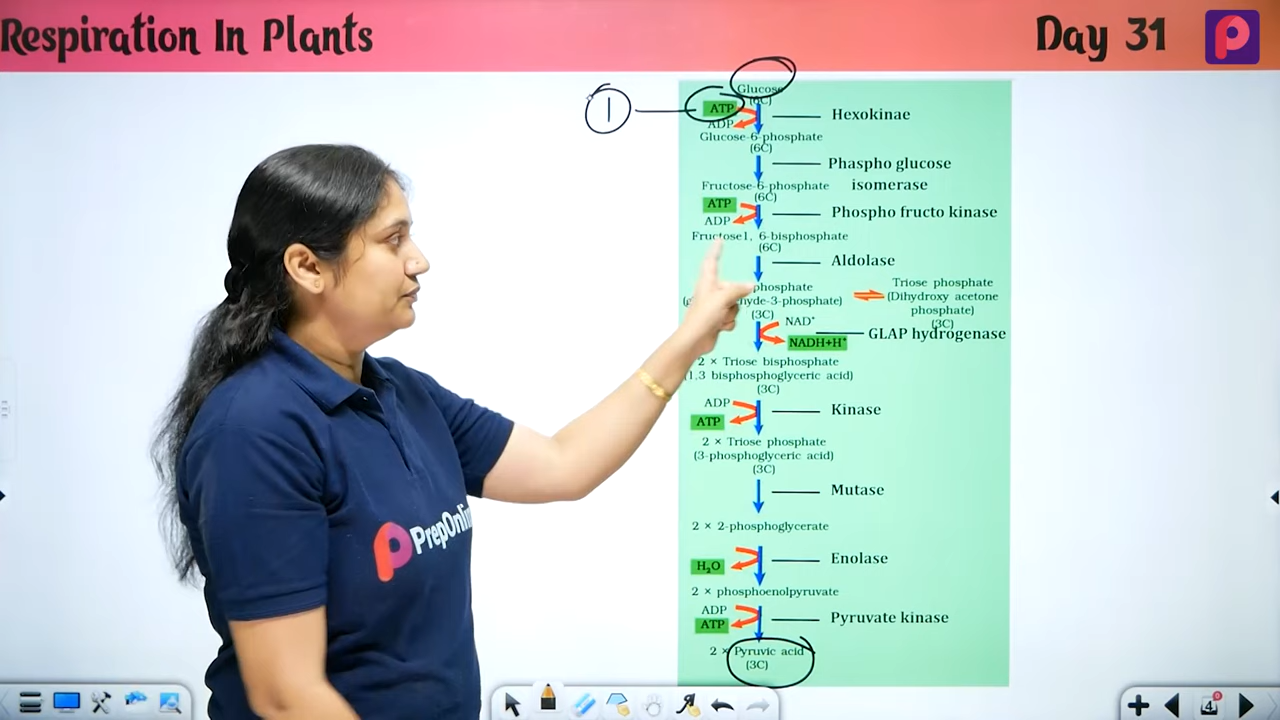 Respiration In Plants
Day 31
1
Glucose
(6C)
ATP
ADP
Hexokinae
Glucose-6-phosphate
(6C)
Phaspho glucose
isomerase
Fructose-6-phosphate
(6C)
ATP
ADP
Phospho fructo kinase
Fructose1, 6-bisphosphate
(6C)
Aldolase
phosphate
hyde-3-phosphate)
(3C)
Triose phosphate
(Dihydroxy acetone
phosphate)
(3C)
NAD⁺
NADH+H⁺
GLAP hydrogenase
2 × Triose bisphosphate
(1,3 bisphosphoglyceric acid)
(3C)
ADP
ATP
Kinase
2 × Triose phosphate
(3-phosphoglyceric acid)
(3C)
Mutase
2 × 2-phosphoglycerate
H₂O
Enolase
2 × phosphoenolpyruvate
ADP
ATP
Pyruvate kinase
2 × Pyruvic acid
(3C)
PrepOnlin
4